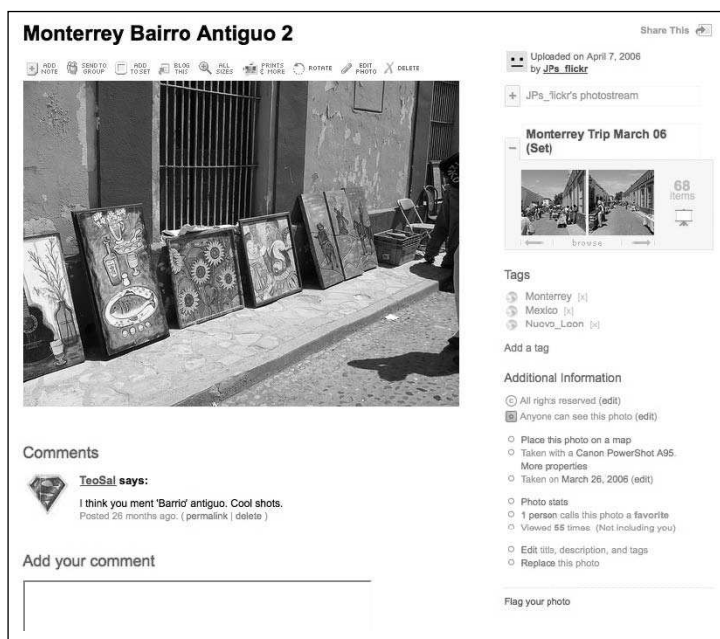 Monterrey Bairro Antiguo 2
ADD NOTE
SEND TO GROUP
ADD TO SET
BLOG THIS
ALL SIZES
PRINTS & MORE
ROTATE
EDIT PHOTO
DELETE
Comments
TeoSal says:
I think you ment 'Barrio' antiguo. Cool shots.
Posted 26 months ago. ( permalink | delete )
Add your comment
Share This
Uploaded on April 7, 2006
by JPs_flickr
+ JPs_flickr's photostream
– Monterrey Trip March 06
(Set)
68
items
browse
Tags
Monterrey [x]
Mexico [x]
Nuovo_Leon [x]
Add a tag
Additional Information
© All rights reserved (edit)
Anyone can see this photo (edit)
Place this photo on a map
Taken with a Canon PowerShot A95.
More properties
Taken on March 26, 2006 (edit)
Photo stats
1 person calls this photo a favorite
Viewed 55 times (Not including you)
Edit title, description, and tags
Replace this photo
Flag your photo